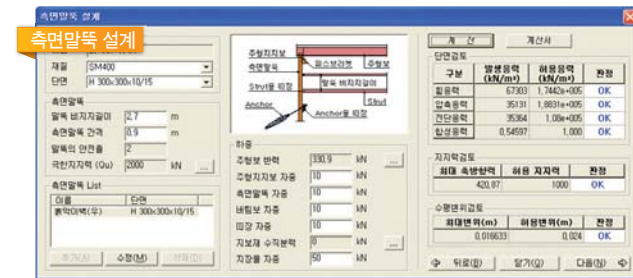 측면말뚝 설계
측면말뚝 설계
재질 SM400
단면 H 300x300x10/15
측면말뚝
말뚝 비지지길이 2,7 m
측면말뚝 간격 0,9 m
말뚝의 안전율 2
극한지지력 (Qu) 2000 kN ...
측면말뚝 List
이름 단면
흙막이벽(우) H 300x300x10/15
추가(A) 수정(M) 삭제(D)
주형지지보
측면말뚝 피스브라켓 주형보
Strut용 띠장 말뚝 비지지길이
Anchor Strut
Anchor용 띠장
하중
주형보 반력 330,9 kN ...
주형지지보 자중 10 kN
측면말뚝 자중 10 kN
버팀보 자중 10 kN
띠장 자중 10 kN
지보재 수직분력 0 kN ...
지장물 자중 50 kN
계 산 계산서
단면검토
구분 발생응력 (kN/m²) 허용응력 (kN/m²) 판정
휨응력 67303 1,7442e+005 OK
압축응력 35131 1,8831e+005 OK
전단응력 35364 1,08e+005 OK
합성응력 0,54597 1,000 OK
지지력검토
최대 축방향력 허용 지지력 판정
420,87 1000 OK
수평변위검토
최대변위(m) 허용변위(m) 판정
0,016633 0,024 OK
뒤로(B) 닫기(Q) 다음(N)